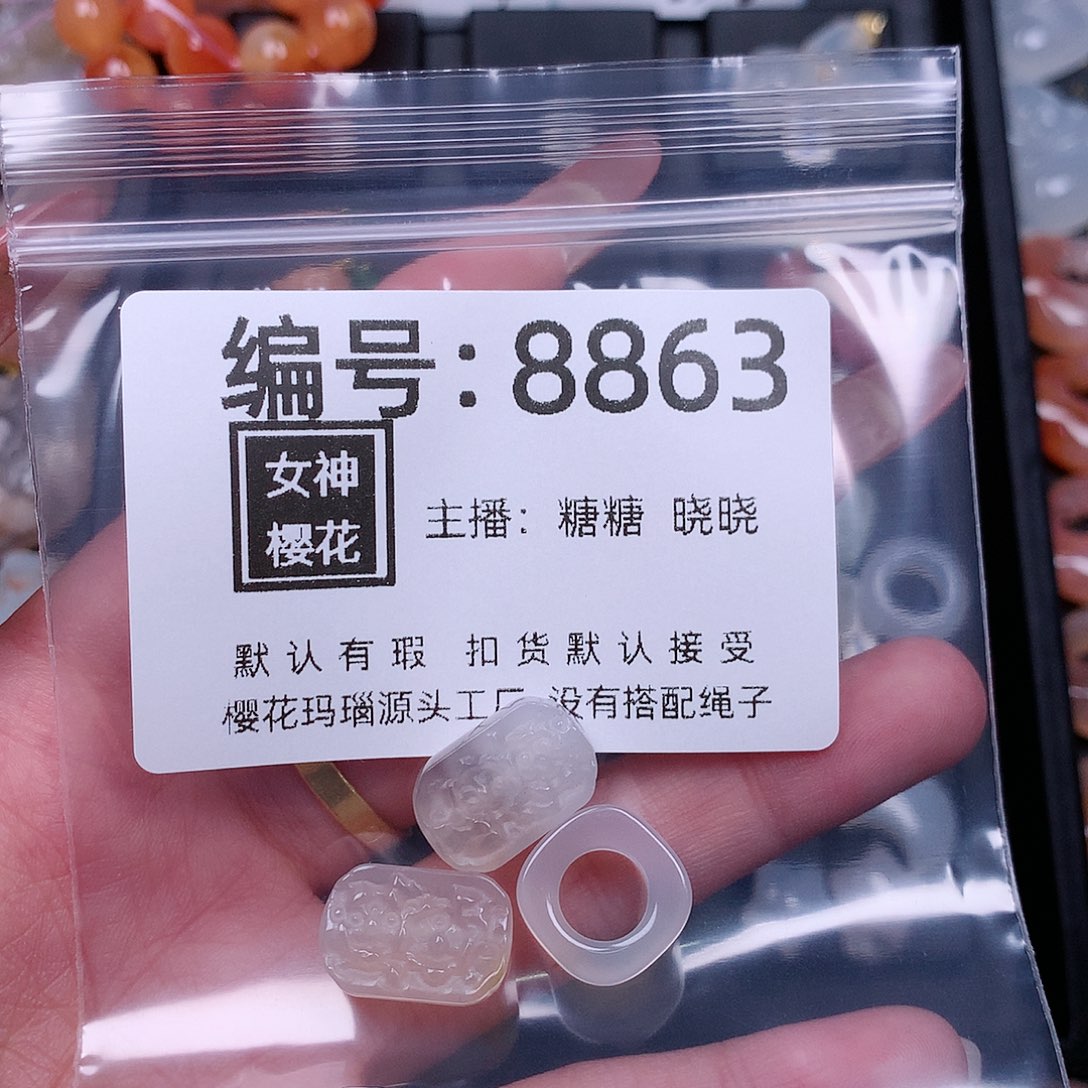 编号:8863
女神
樱花
主播: 糖糖 晓晓
默认有瑕 扣货默认接受
樱花玛瑙源头工厂 没有搭配绳子